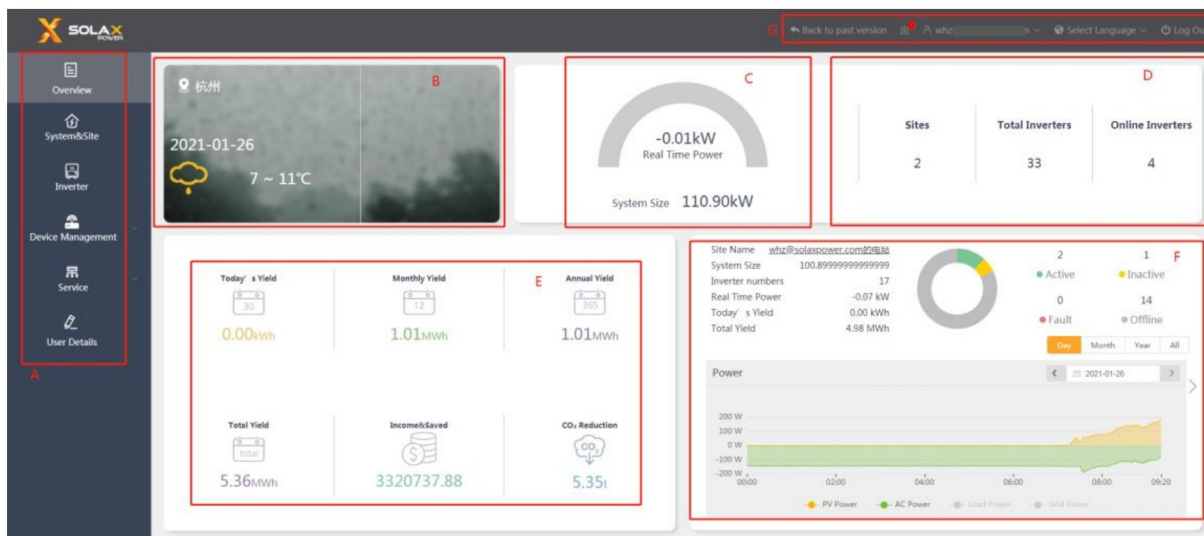 SOLAX
POWER
G
Back to past version
whz
Select Language
Log Ou
Overview
System&Site
Inverter
Device Management
Service
User Details
A
B
杭州
2021-01-26
7 ~ 11℃
C
-0.01kW
Real Time Power
System Size 110.90kW
D
Sites Total Inverters Online Inverters
2 33 4
E
Today' s Yield Monthly Yield Annual Yield
30 12 365
0.00kWh 1.01MWh 1.01MWh
Total Yield Income&Saved CO₂ Reduction
total $ CO₂
5.36MWh 3320737.88 5.35t
F
Site Name whz@solaxpower.com的电站
System Size 100.89999999999999
Inverter numbers 17
Real Time Power -0.07 kW
Today' s Yield 0.00 kWh
Total Yield 4.98 MWh
2 1
Active Inactive
0 14
Fault Offline
Day Month Year All
Power
2021-01-26
200 W
100 W
0 W
-100 W
-200 W
00:00 02:00 04:00 06:00 08:00 09:20
PV Power AC Power Load Power Grid Power